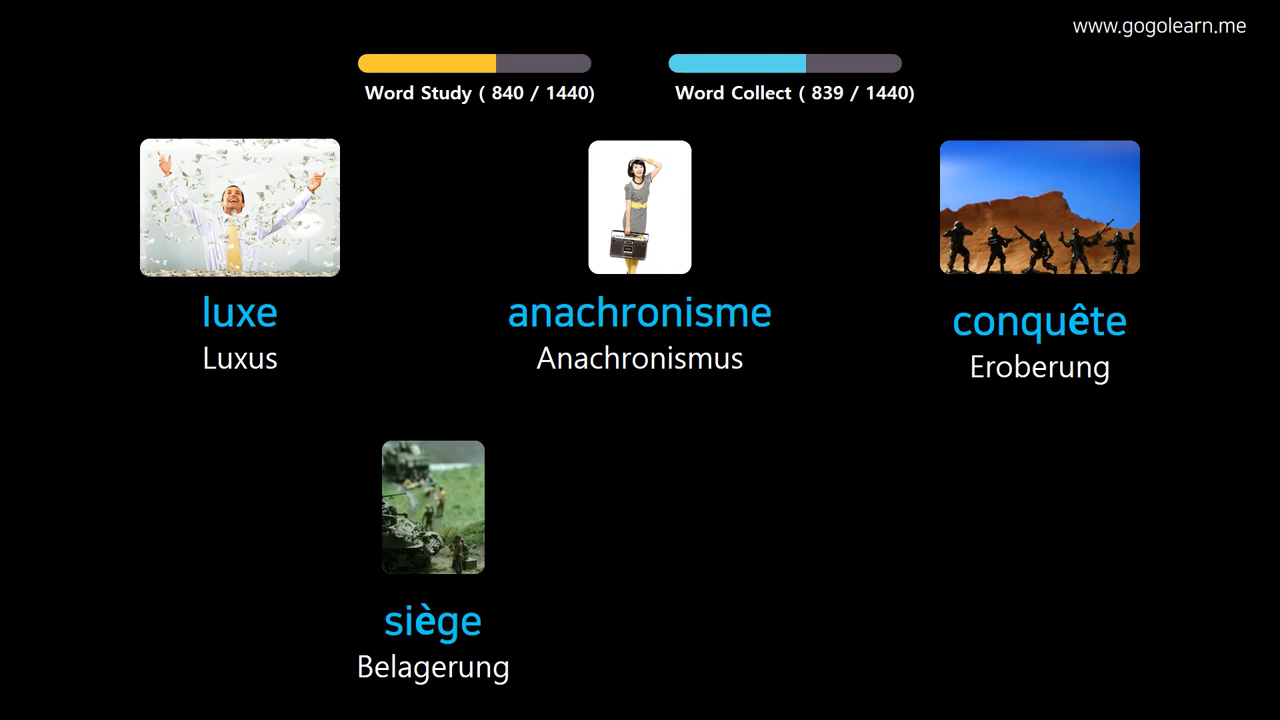 www.gogolearn.me
Word Study ( 840 / 1440)
Word Collect ( 839 / 1440)
luxe
Luxus
anachronisme
Anachronismus
conquête
Eroberung
siège
Belagerung